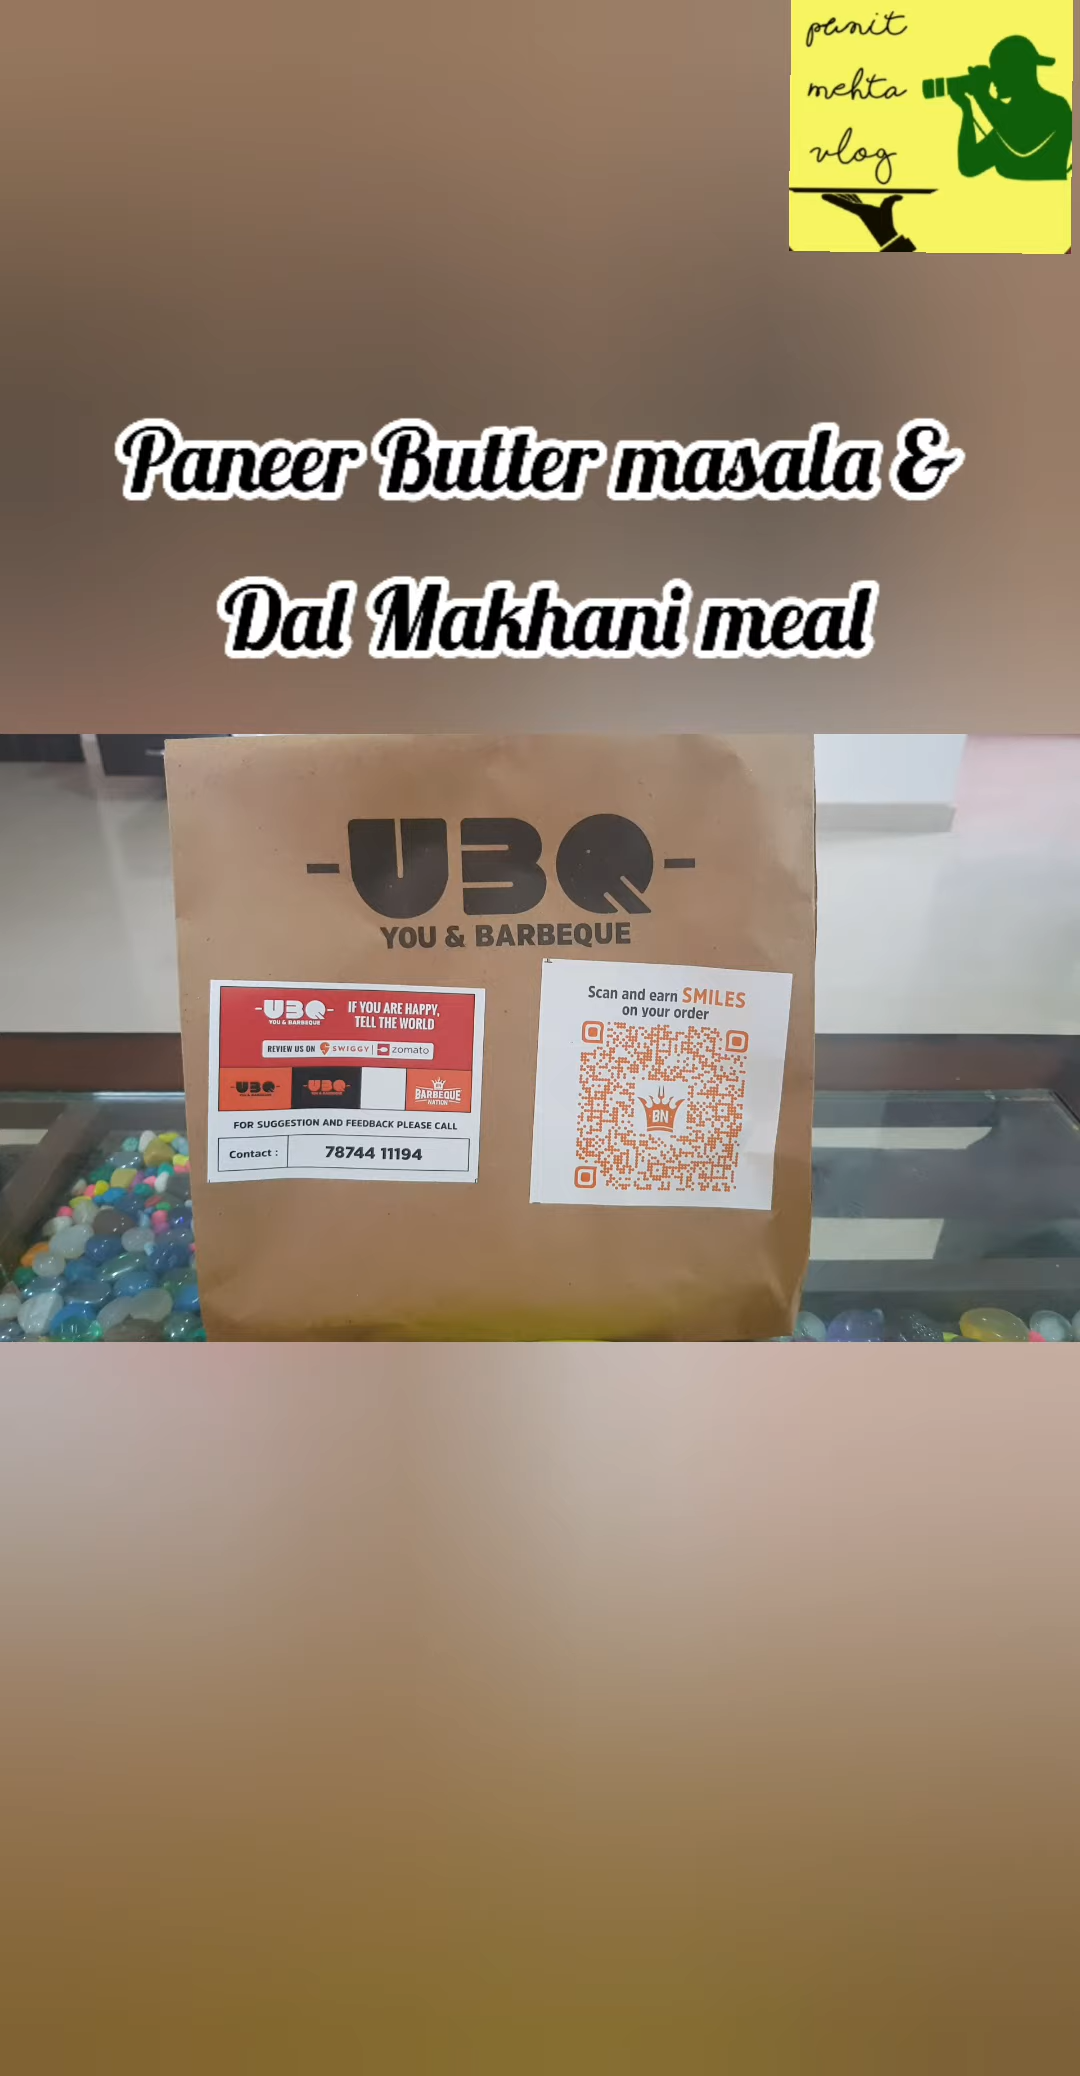 punit
mehta
vlog
Paneer Butter masala &
Dal Makhani meal
-UBQ-
YOU & BARBEQUE
-UBQ-
YOU & BARBEQUE
IF YOU ARE HAPPY,
TELL THE WORLD
REVIEW US ON SWIGGY | zomato
-UBQ-
-UBQ-
BARBEQUE
NATION
FOR SUGGESTION AND FEEDBACK PLEASE CALL
Contact : 78744 11194
Scan and earn SMILES
on your order
BN